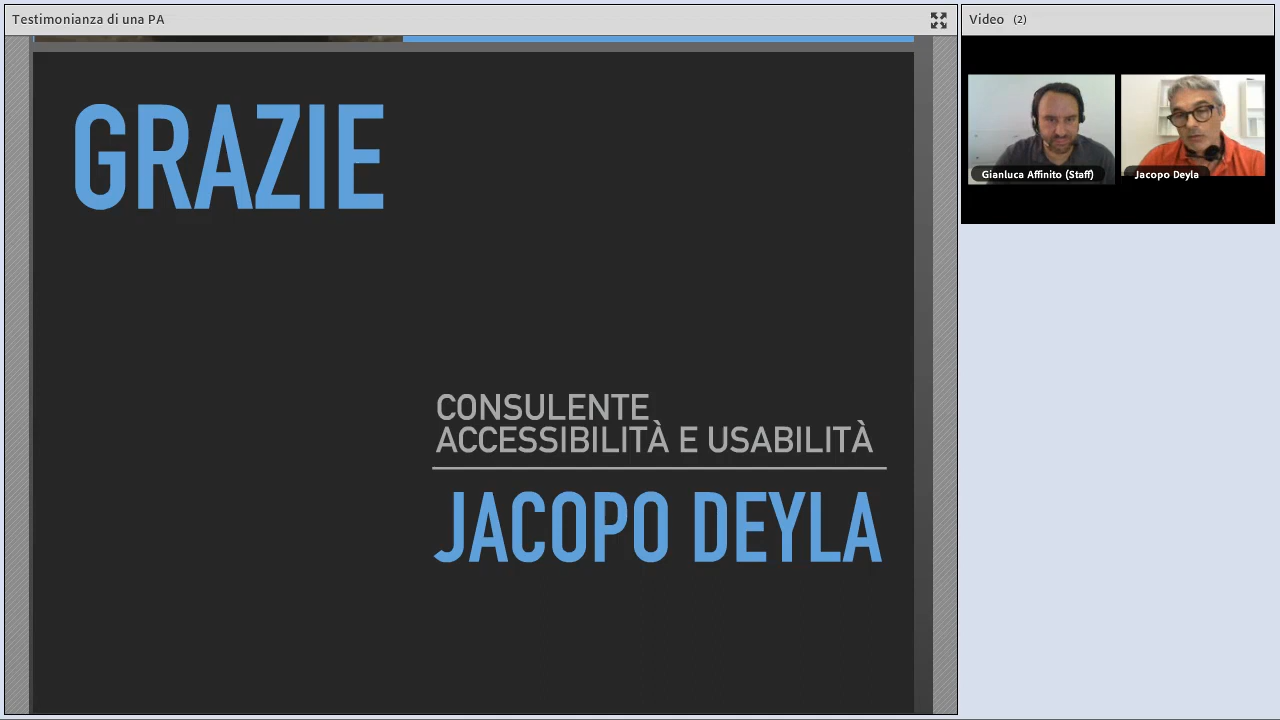 Testimonianza di una PA
Video (2)
GRAZIE
CONSULENTE
ACCESSIBILITÀ E USABILITÀ
JACOPO DEYLA
Gianluca Affinito (Staff)
Jacopo Deyla